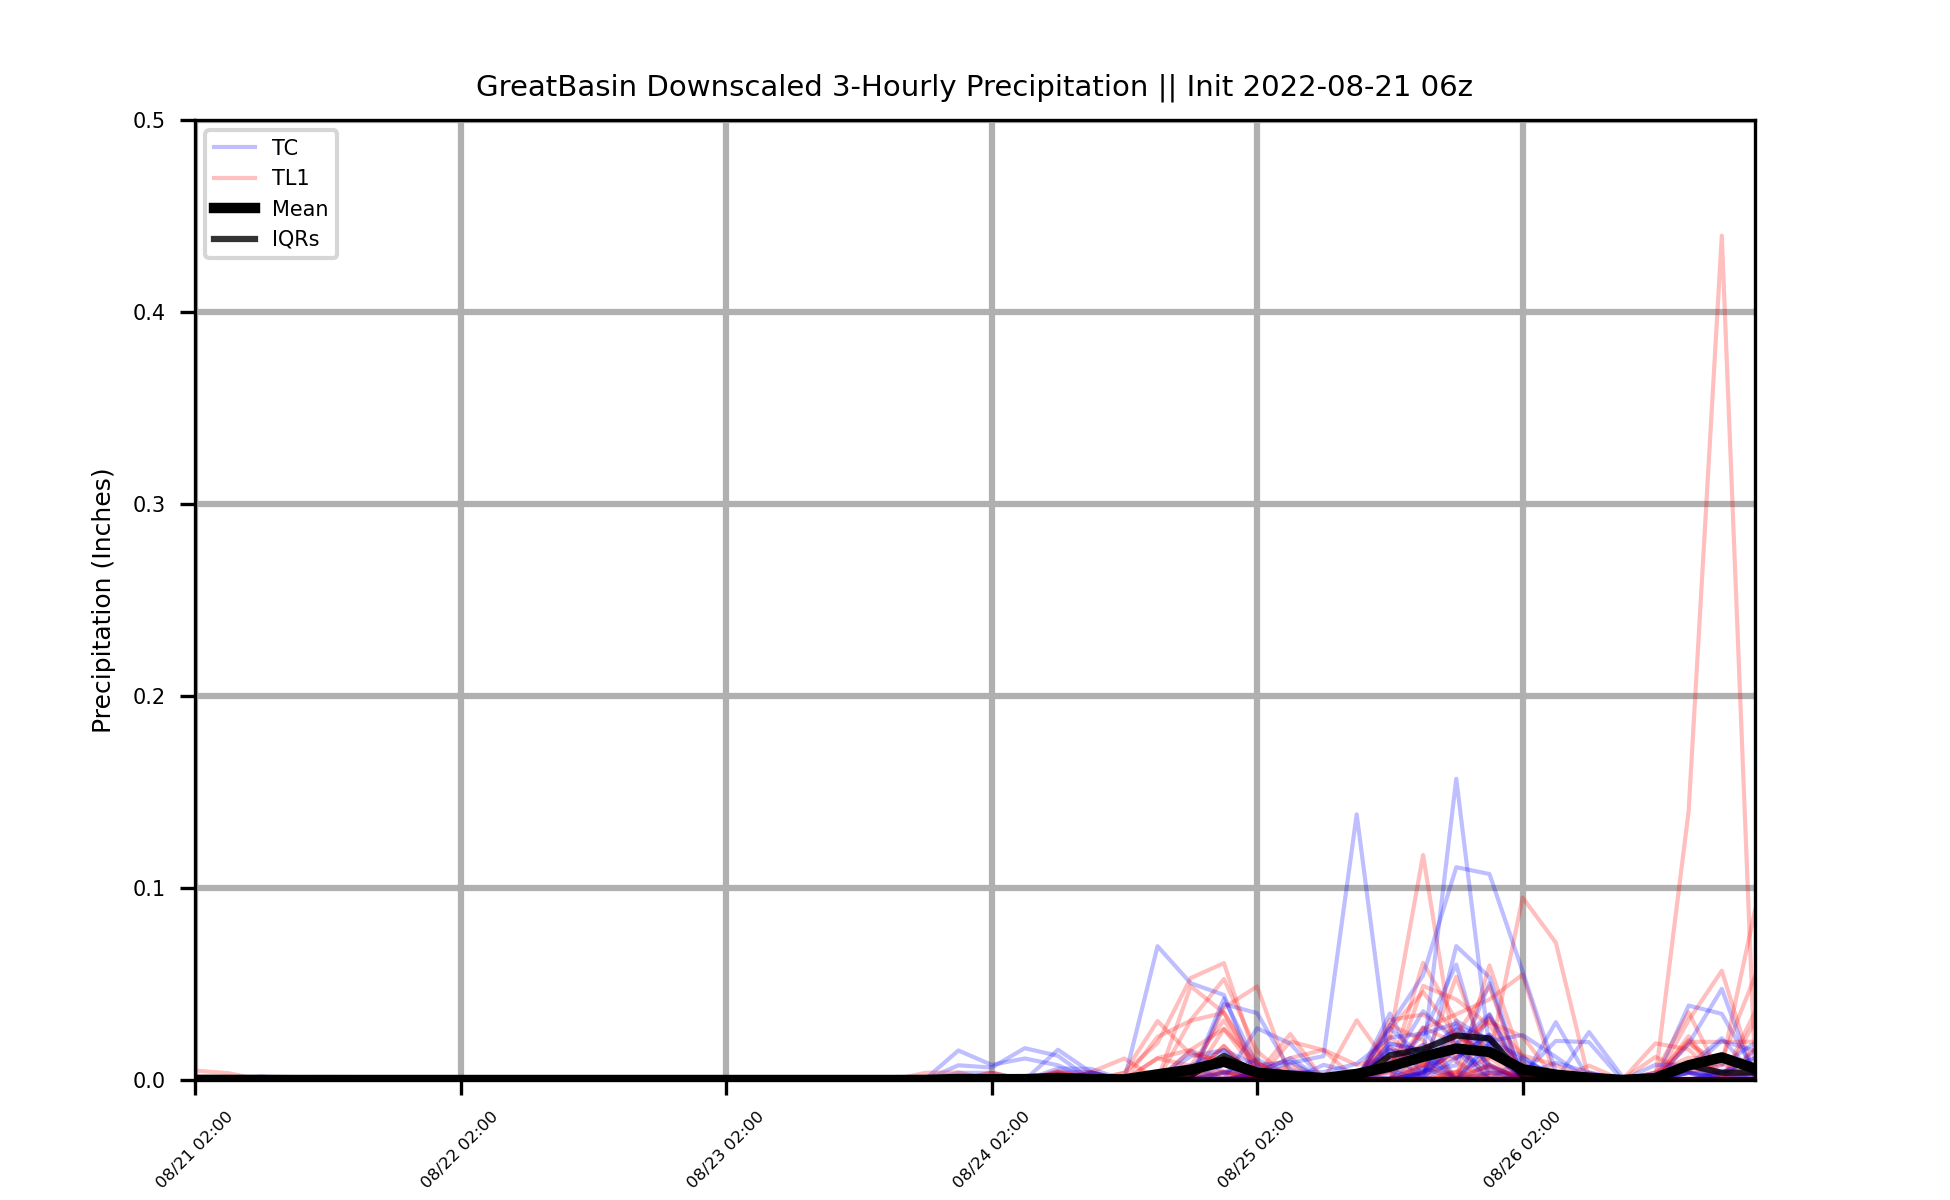 GreatBasin Downscaled 3-Hourly Precipitation || Init 2022-08-21 06z
TC
TL1
Mean
IQRs
Precipitation (Inches)
0.5
0.4
0.3
0.2
0.1
0.0
08/21 02:00
08/22 02:00
08/23 02:00
08/24 02:00
08/25 02:00
08/26 02:00